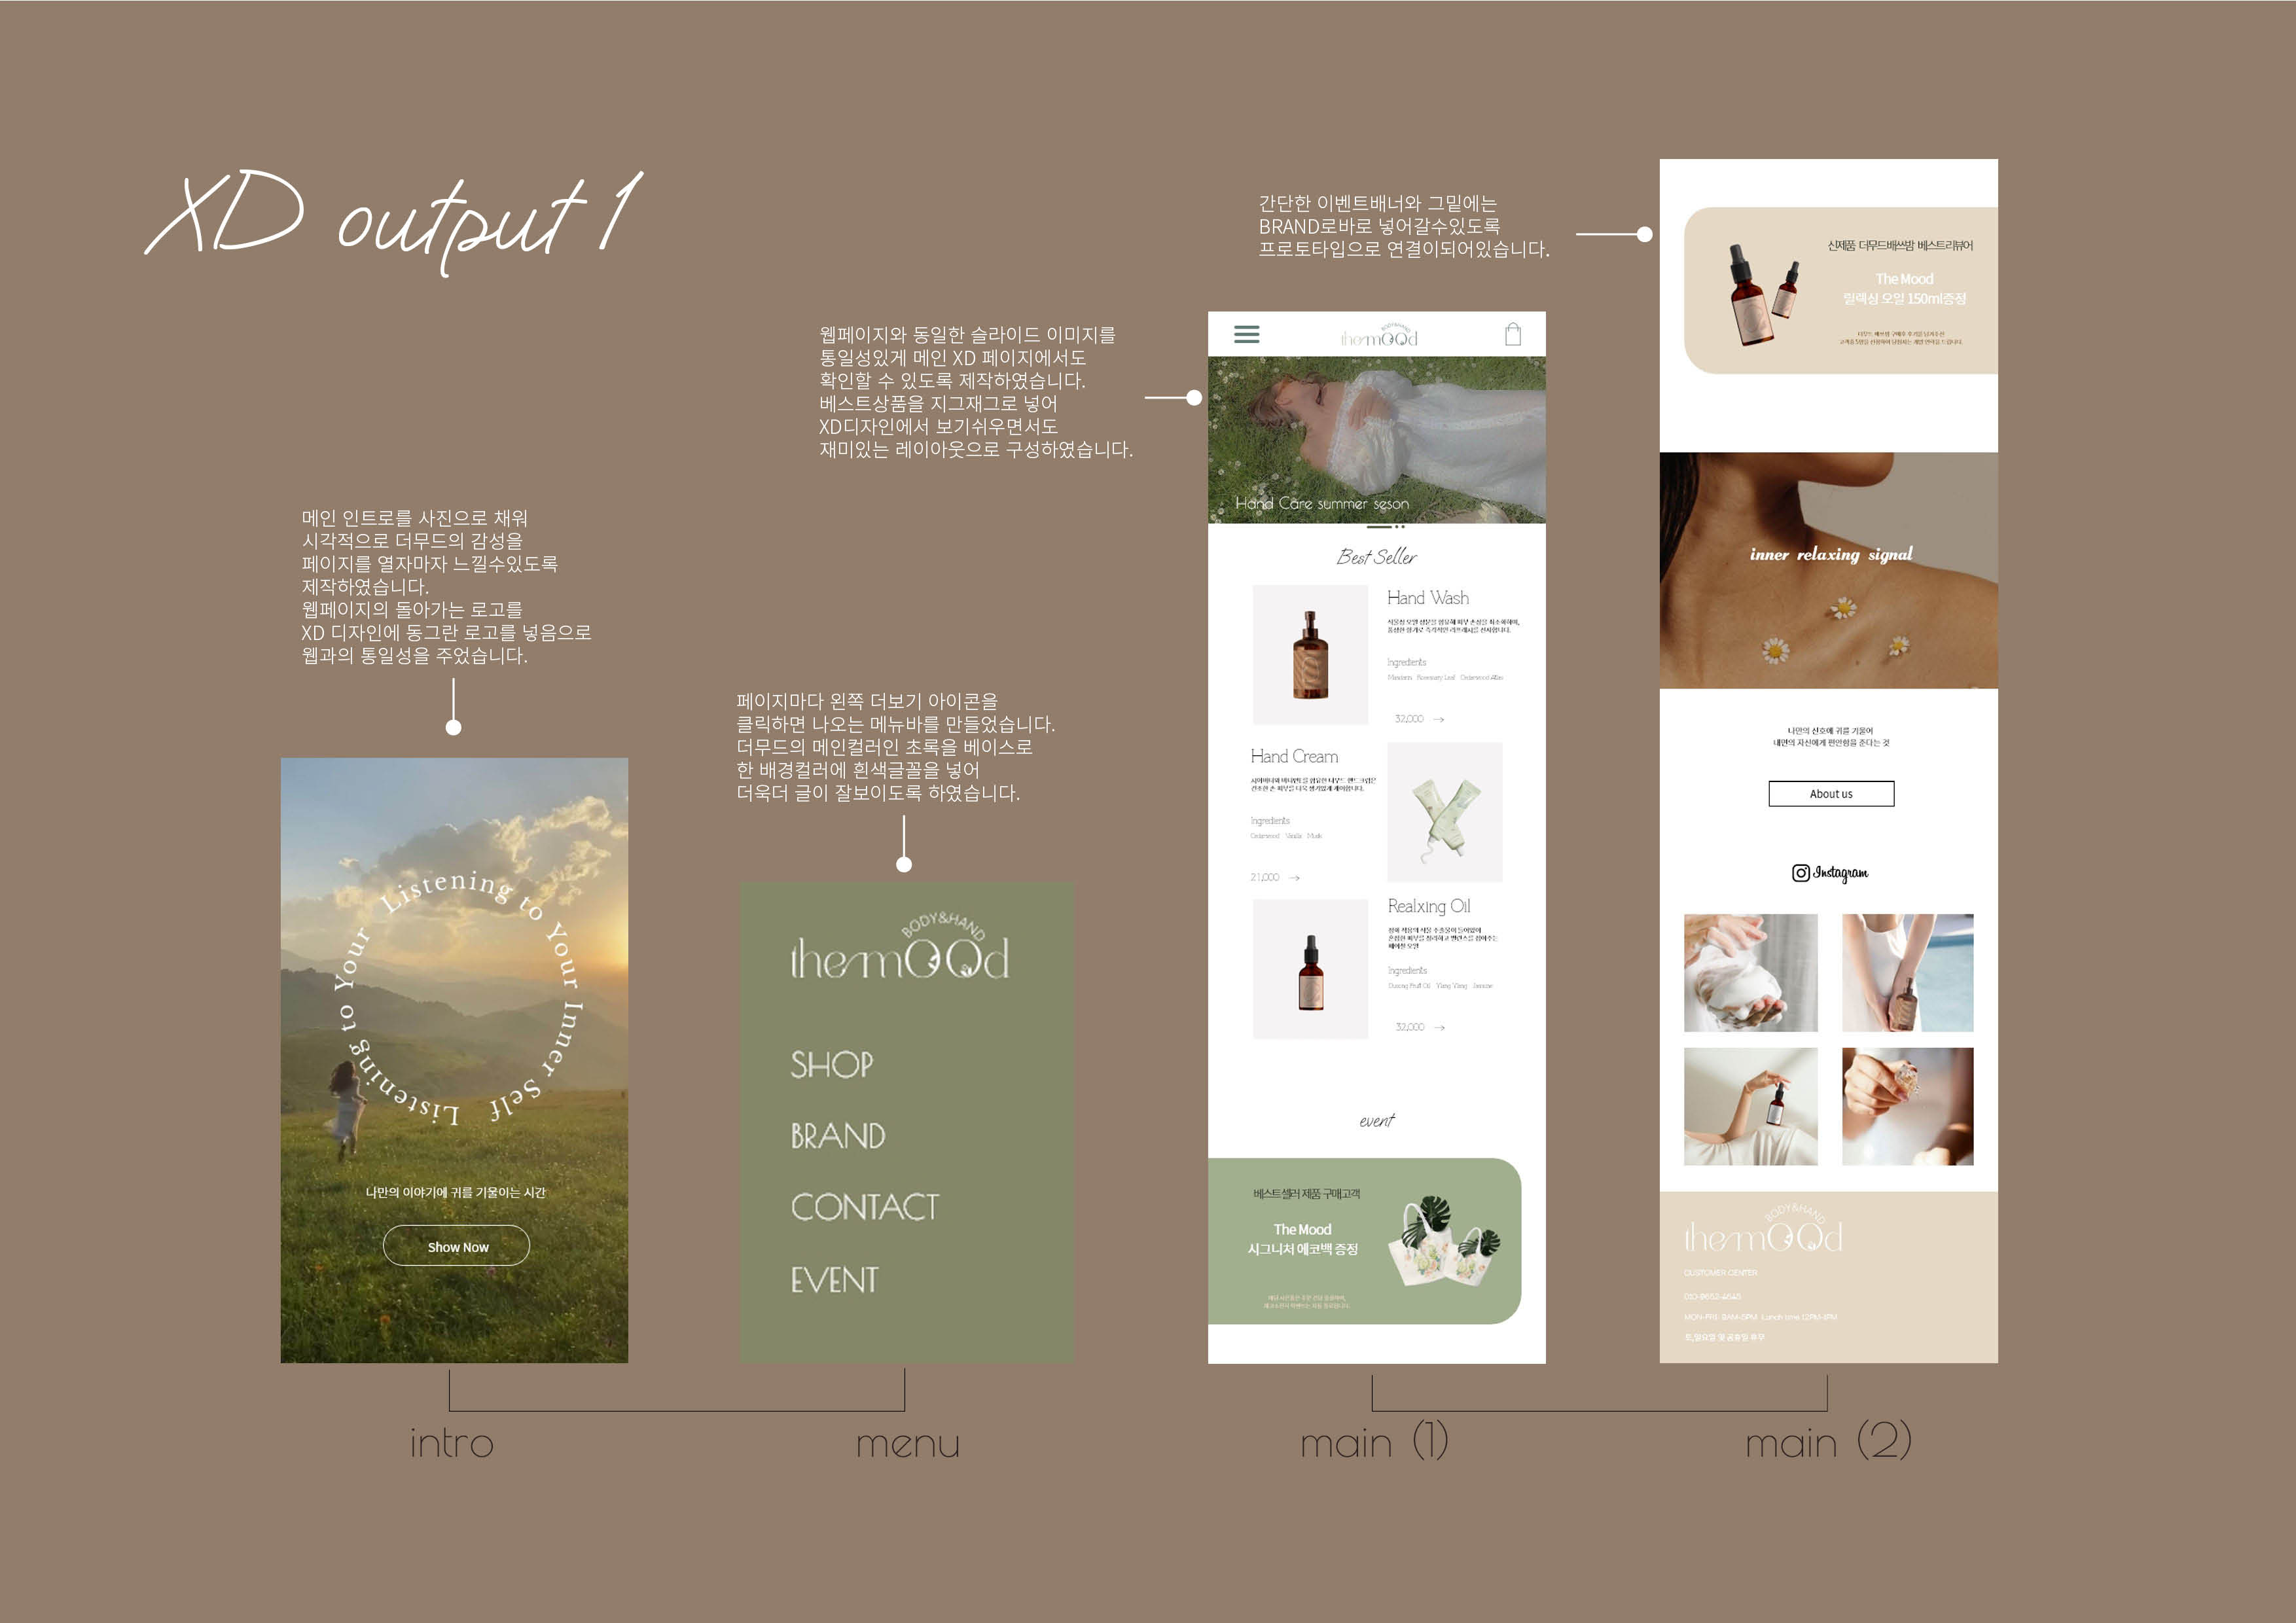 XD output 1
메인 인트로를 사진으로 채워
시각적으로 더무드의 감성을
페이지를 열자마자 느낄수있도록
제작하였습니다.
웹페이지의 돌아가는 로고를
XD 디자인에 동그란 로고를 넣음으로
웹과의 통일성을 주었습니다.
Listening to Your Inner Self Listening to Your
나만의 이야기에 귀를 기울이는 시간
Show Now
intro
페이지마다 왼쪽 더보기 아이콘을
클릭하면 나오는 메뉴바를 만들었습니다.
더무드의 메인컬러인 초록을 베이스로
한 배경컬러에 흰색글꼴을 넣어
더욱더 글이 잘보이도록 하였습니다.
BODY&HAND
themood
SHOP
BRAND
CONTACT
EVENT
menu
웹페이지와 동일한 슬라이드 이미지를
통일성있게 메인 XD 페이지에서도
확인할 수 있도록 제작하였습니다.
베스트상품을 지그재그로 넣어
XD디자인에서 보기쉬우면서도
재미있는 레이아웃으로 구성하였습니다.
BODY&HAND
themood
Hand Care summer seson
Best Seller
Hand Wash
Ingredients
Mandarin Rosemary Leaf Cedarwood Atlas
32,000 →
Hand Cream
Ingredients
Cedarwood Vanilla Musk
21,000 →
Realxing Oil
Ingredients
Ylang Ylang Jasmine
32,000 →
event
베스트셀러 제품 구매고객
The Mood
시그니처 에코백 증정
main (1)
간단한 이벤트배너와 그밑에는
BRAND로바로 넣어갈수있도록
프로토타입으로 연결이되어있습니다.
신제품 더무드배쓰밤 베스트리뷰어
The Mood
릴렉싱 오일 150ml증정
inner relaxing signal
나만의 신호에 귀를 기울여
내면의 자신에게 편안함을 준다는 것
About us
Instagram
BODY&HAND
themood
CUSTOMER CENTER
MON-FRI: 9AM-5PM Lunch time 12PM-1PM
토,일요일 및 공휴일 휴무
main (2)